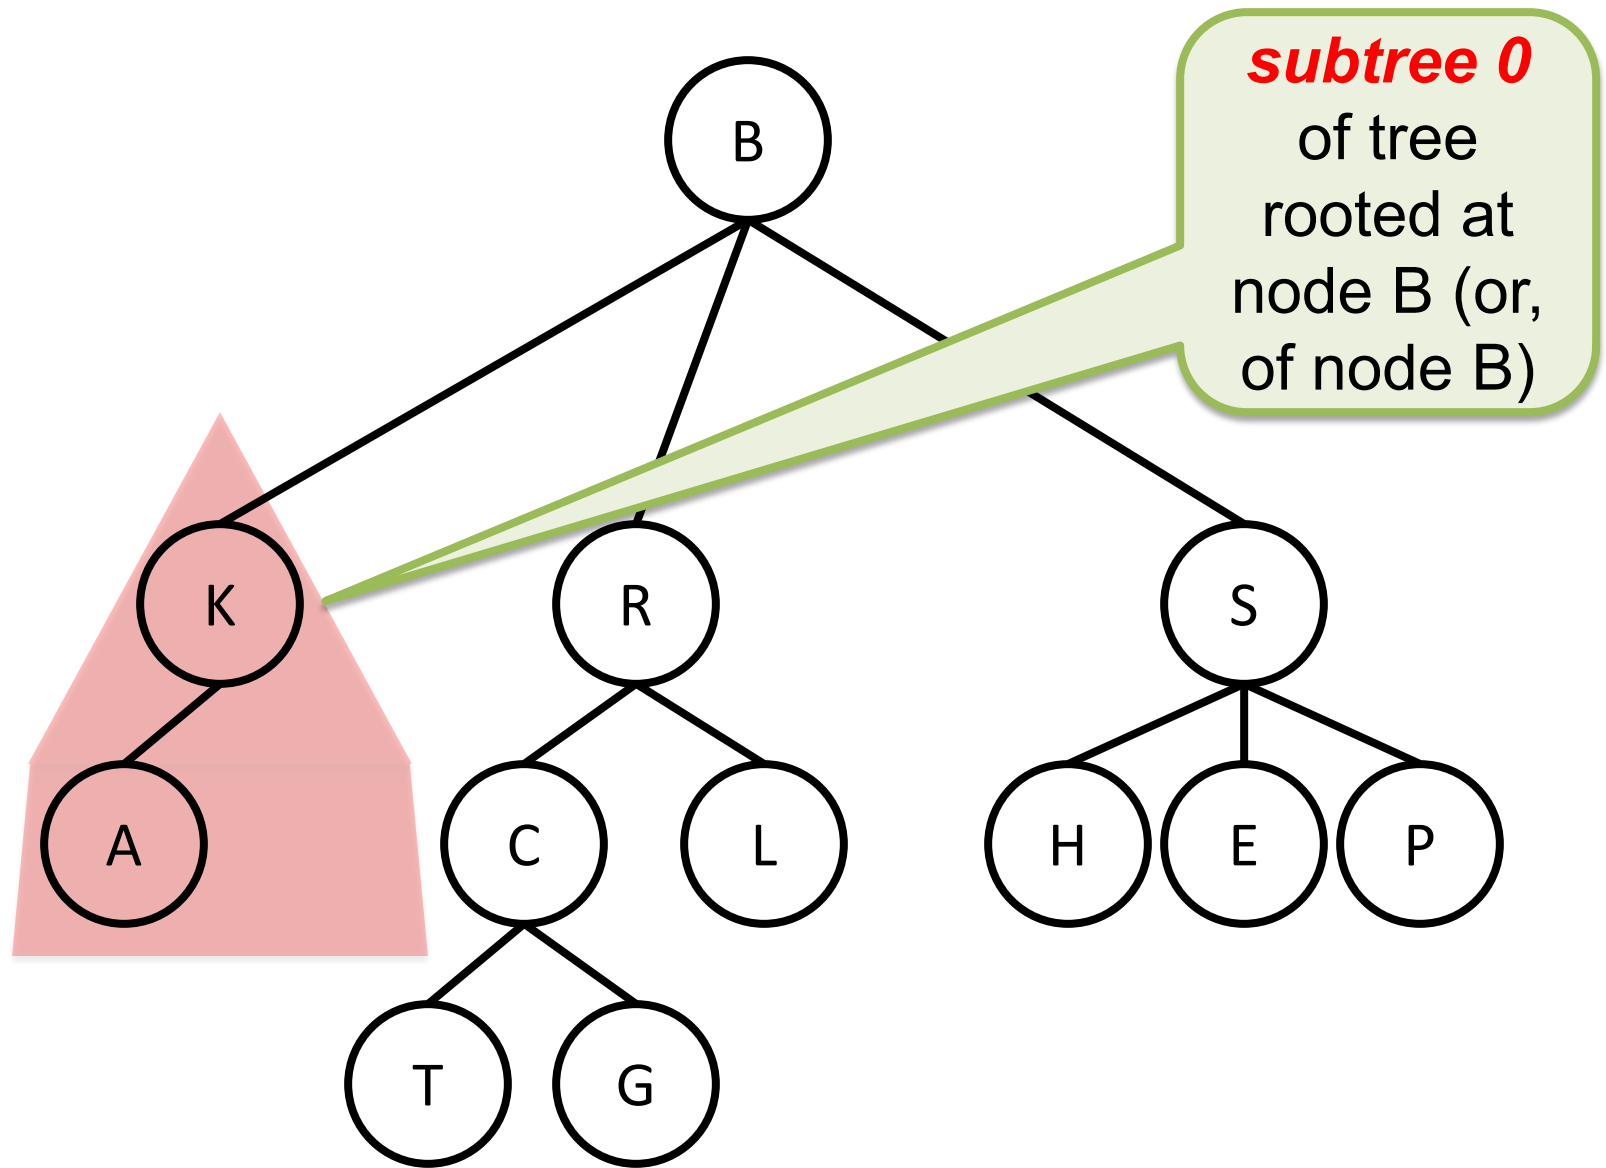 subtree 0
of tree
rooted at
node B (or,
of node B)
B
K
R
S
A
C
L
H
E
P
T
G